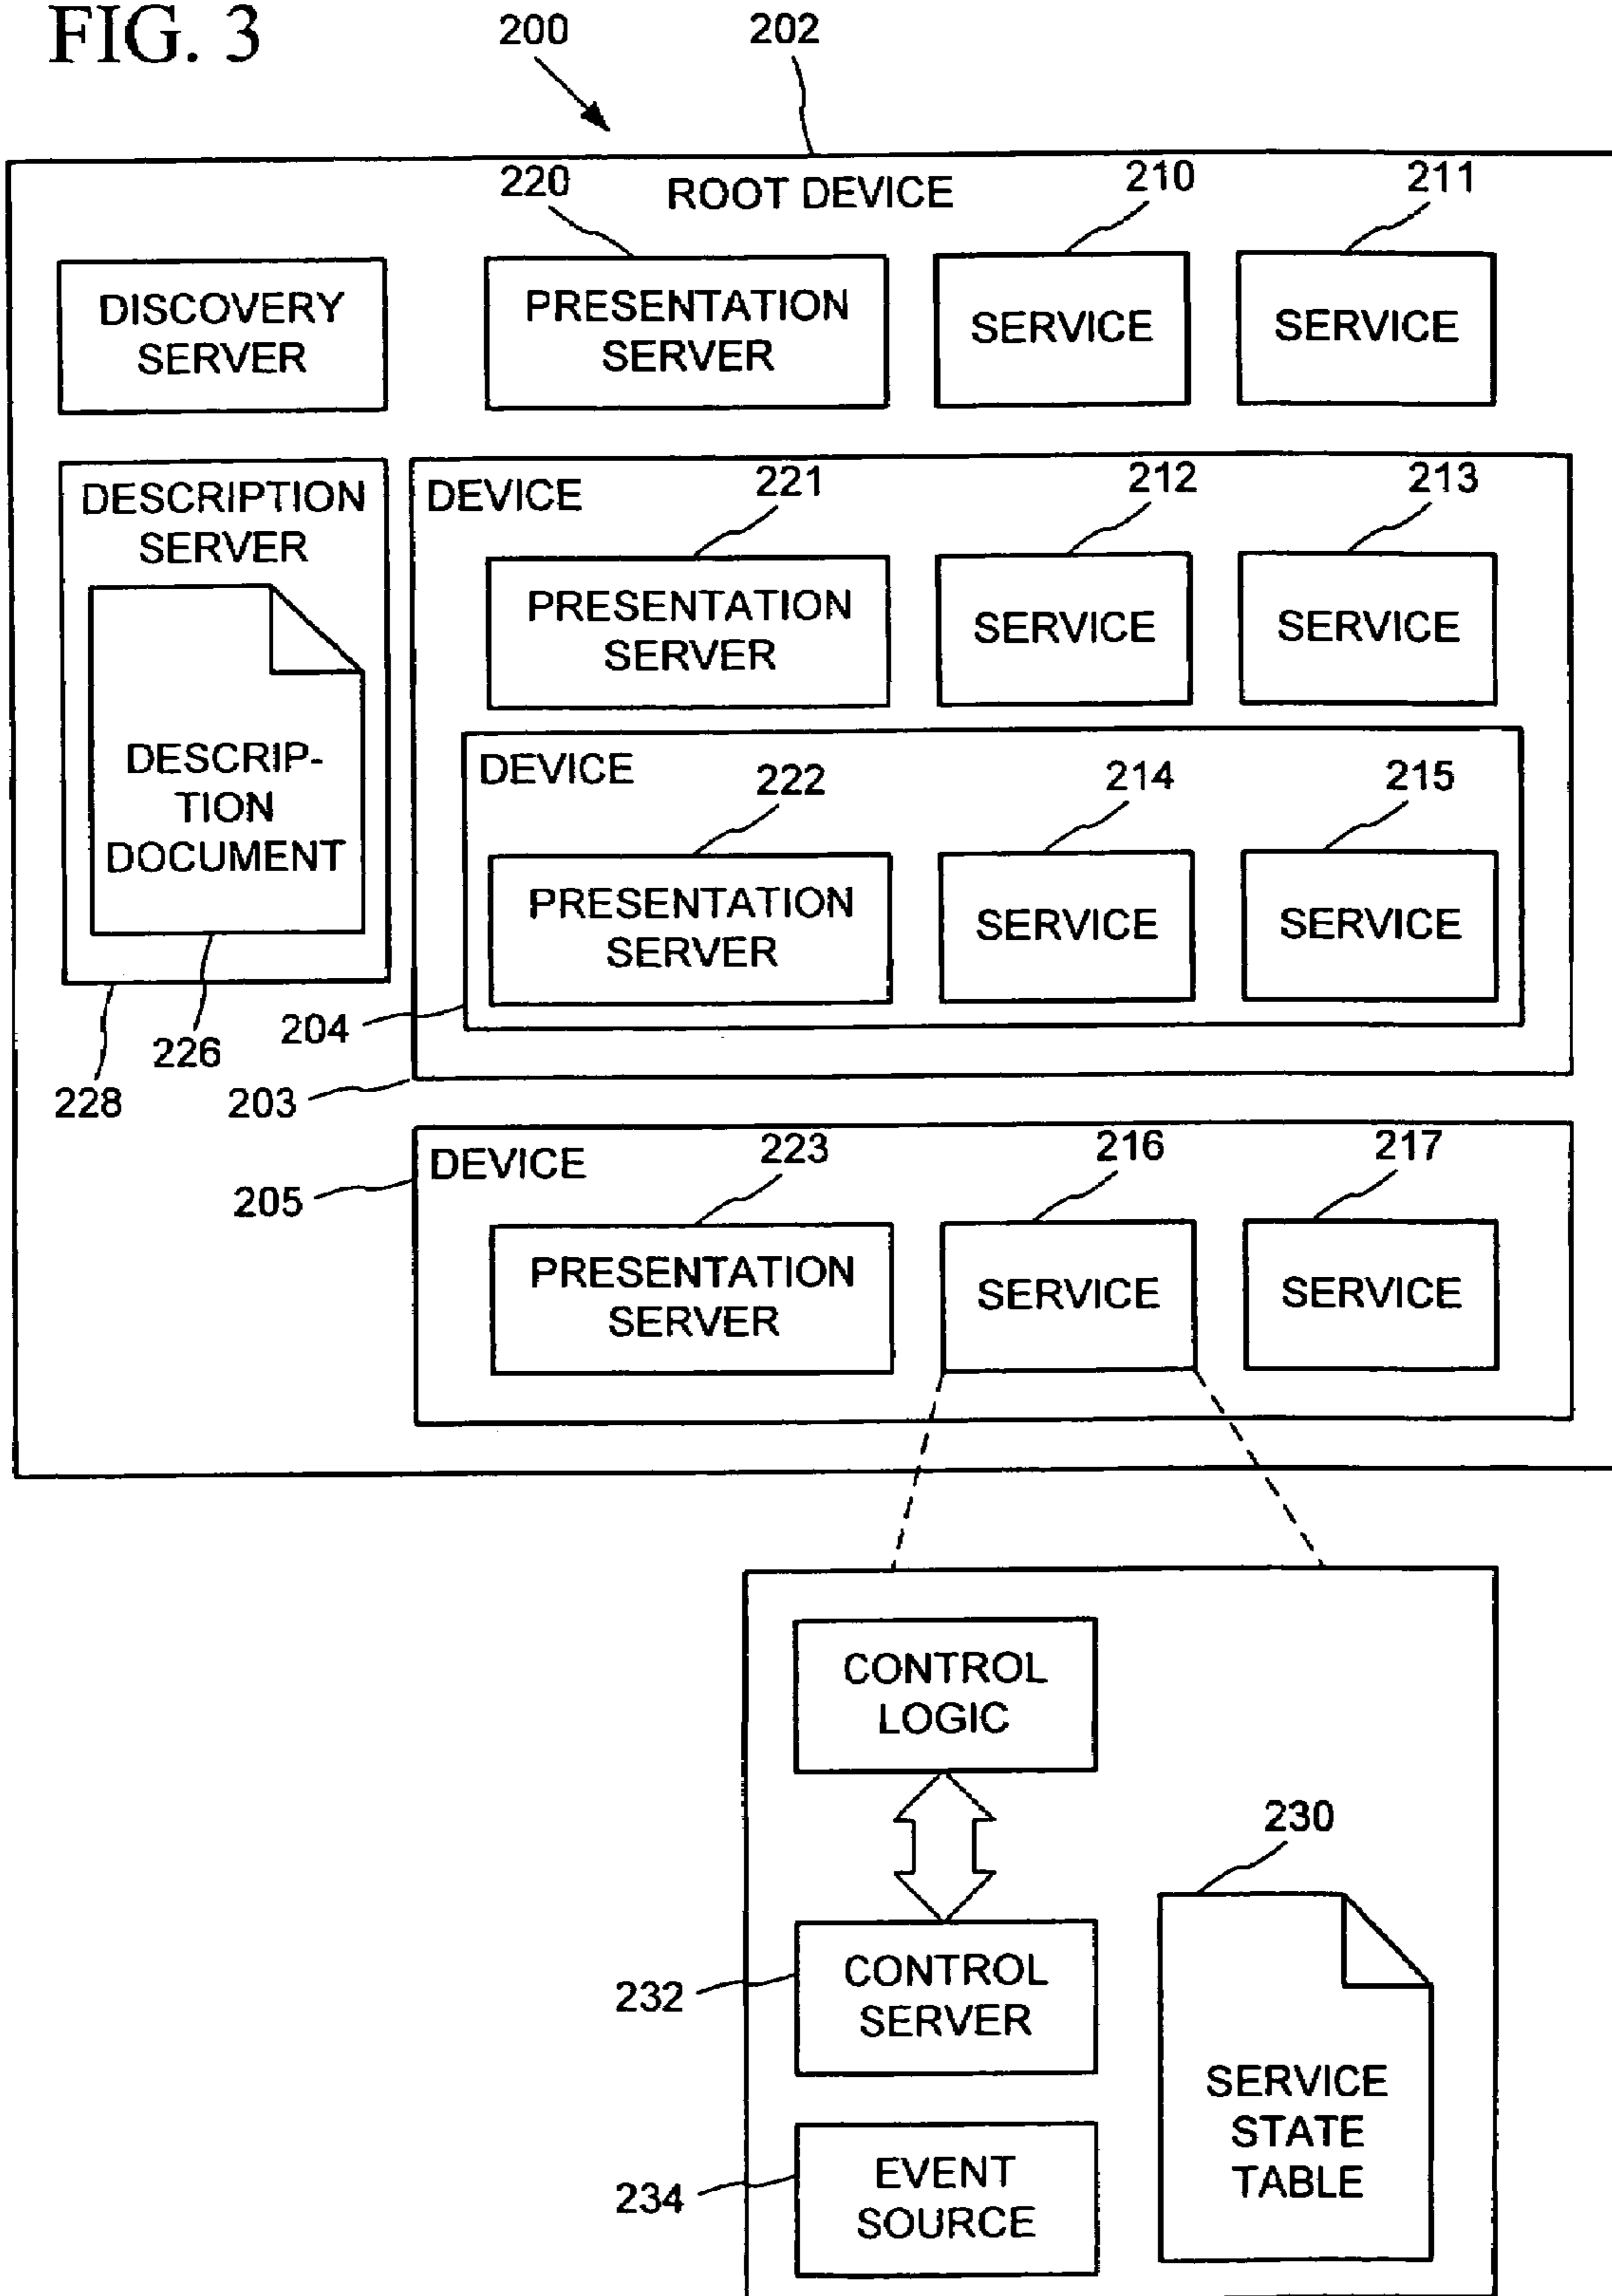 FIG. 3
200
202
ROOT DEVICE
220
210
211
DISCOVERY
SERVER
PRESENTATION
SERVER
SERVICE
SERVICE
DESCRIPTION
SERVER
DESCRIP-
TION
DOCUMENT
226
228
DEVICE
221
212
213
PRESENTATION
SERVER
SERVICE
SERVICE
DEVICE
222
214
215
PRESENTATION
SERVER
SERVICE
SERVICE
204
203
DEVICE
205
223
216
217
PRESENTATION
SERVER
SERVICE
SERVICE
CONTROL
LOGIC
230
232
CONTROL
SERVER
SERVICE
STATE
TABLE
234
EVENT
SOURCE